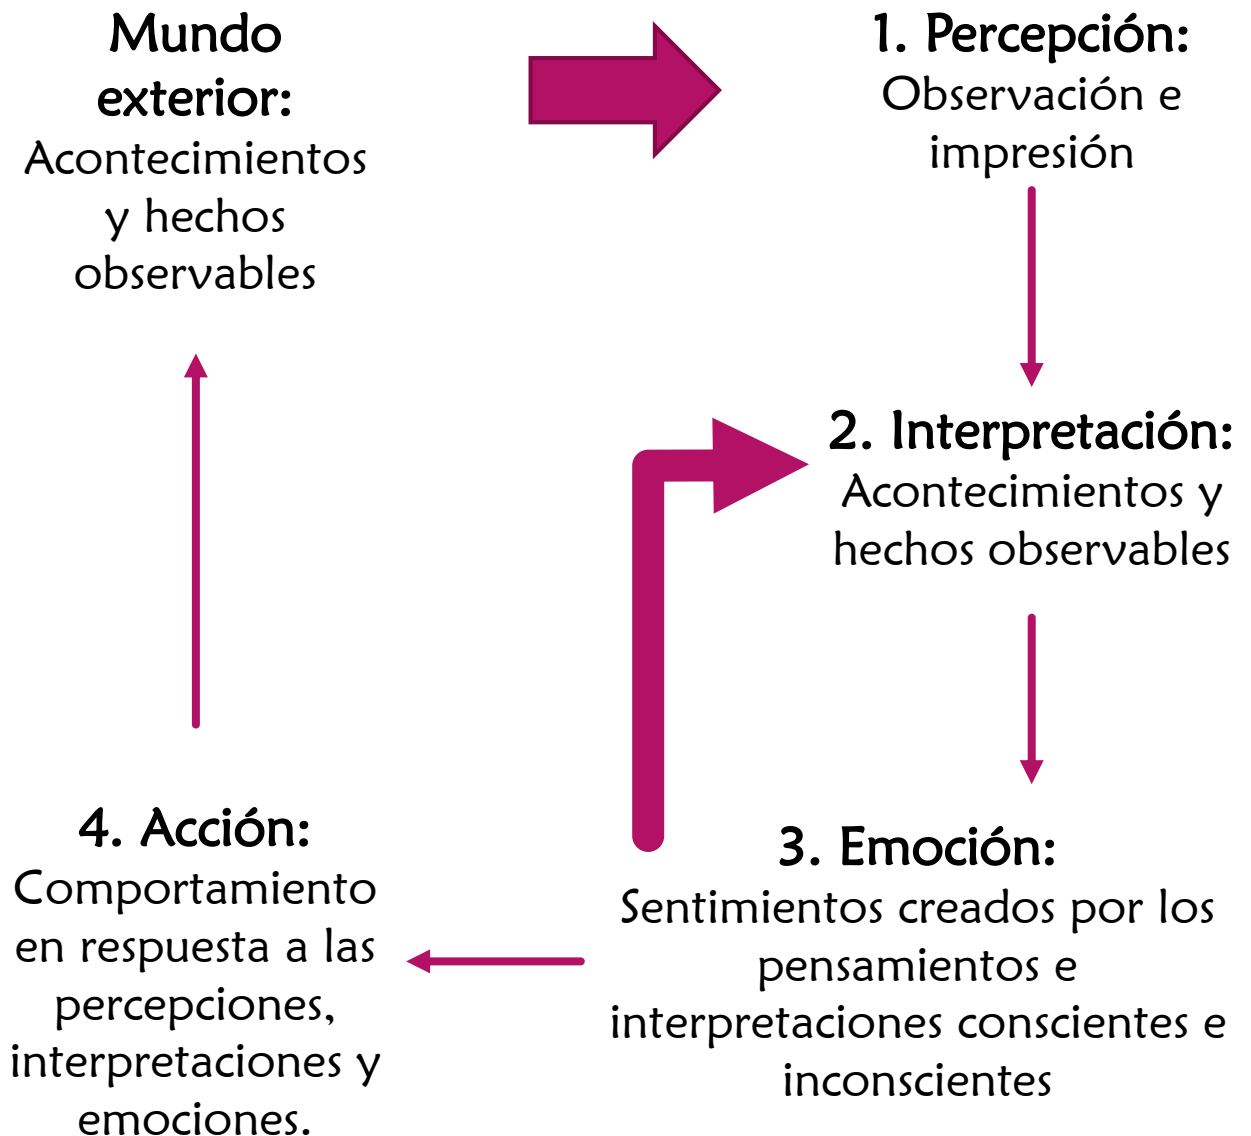 Mundo
exterior:
Acontecimientos
y hechos
observables
1. Percepción:
Observación e
impresión
2. Interpretación:
Acontecimientos y
hechos observables
3. Emoción:
Sentimientos creados por los
pensamientos e
interpretaciones conscientes e
inconscientes
4. Acción:
Comportamiento
en respuesta a las
percepciones,
interpretaciones y
emociones.